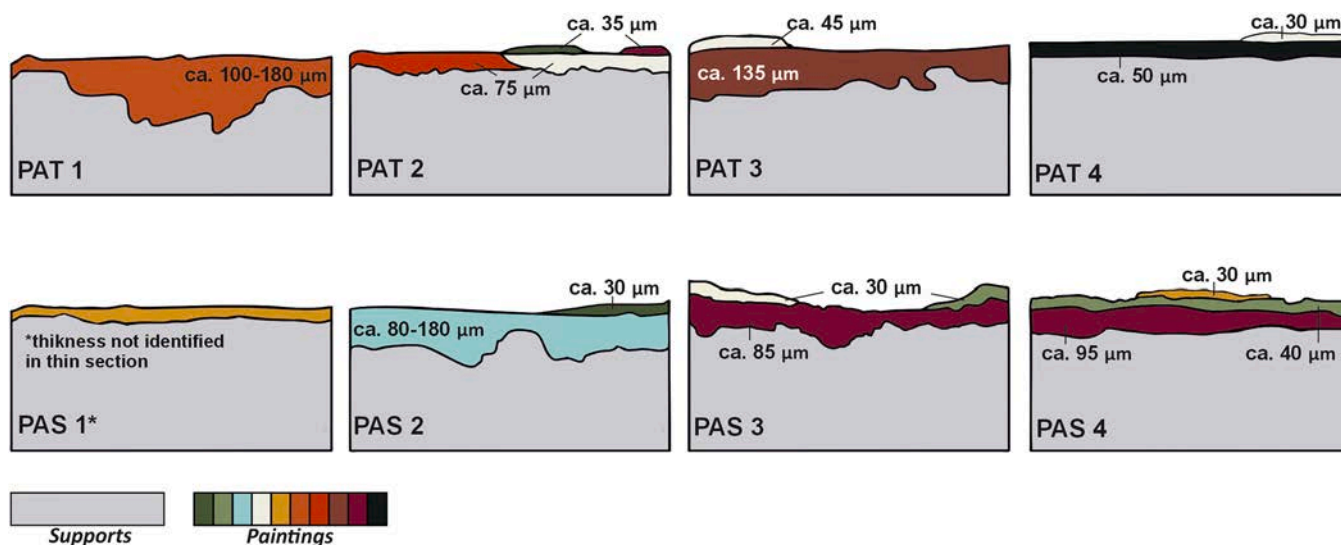 ca. 100-180 µm
PAT 1
ca. 35 µm
ca. 75 µm
PAT 2
ca. 45 µm
ca. 135 µm
PAT 3
ca. 30 µm
ca. 50 µm
PAT 4
*thikness not identified
in thin section
PAS 1*
ca. 30 µm
ca. 80-180 µm
PAS 2
ca. 30 µm
ca. 85 µm
PAS 3
ca. 30 µm
ca. 95 µm
ca. 40 µm
PAS 4
Supports
Paintings